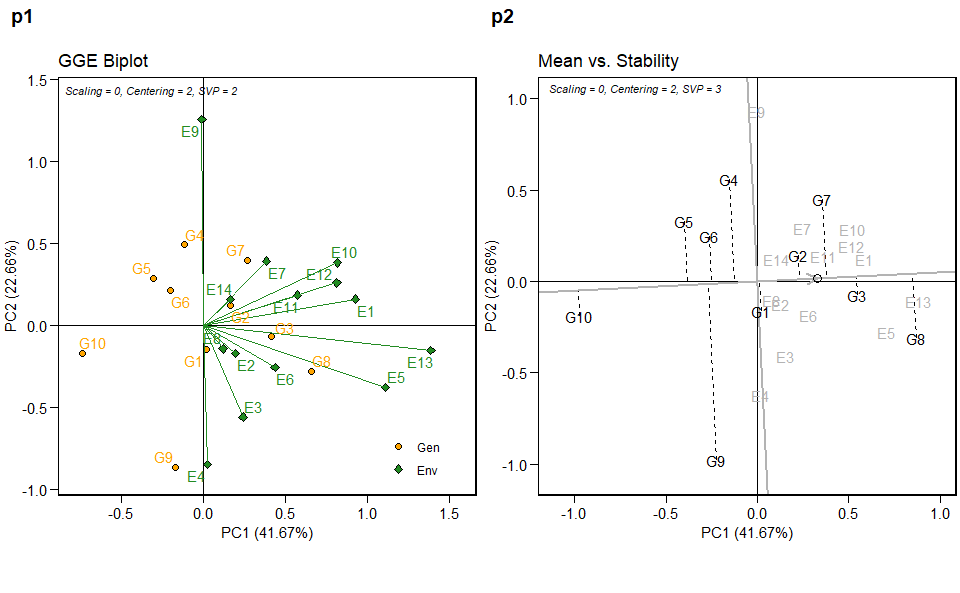 p1
p2
GGE Biplot
Mean vs. Stability
Scaling = 0, Centering = 2, SVP = 2
Scaling = 0, Centering = 2, SVP = 3
1.5
1.0
0.5
0.0
-0.5
-1.0
PC2 (22.66%)
E9
G4
G7
E10
G5
E7
E12
G6
E14
E11
E1
G2
G3
E8
G10
G1
E2
G8
E13
E6
E5
E3
G9
E4
Gen
Env
-0.5
0.0
0.5
1.0
1.5
PC1 (41.67%)
1.0
0.5
0.0
-0.5
-1.0
PC2 (22.66%)
E9
G4
G7
G5
G6
E7
E10
E12
G2
E14
E11
E1
G3
E8
E2
G1
E13
G10
E6
E5
G8
E3
E4
G9
-1.0
-0.5
0.0
0.5
1.0
PC1 (41.67%)